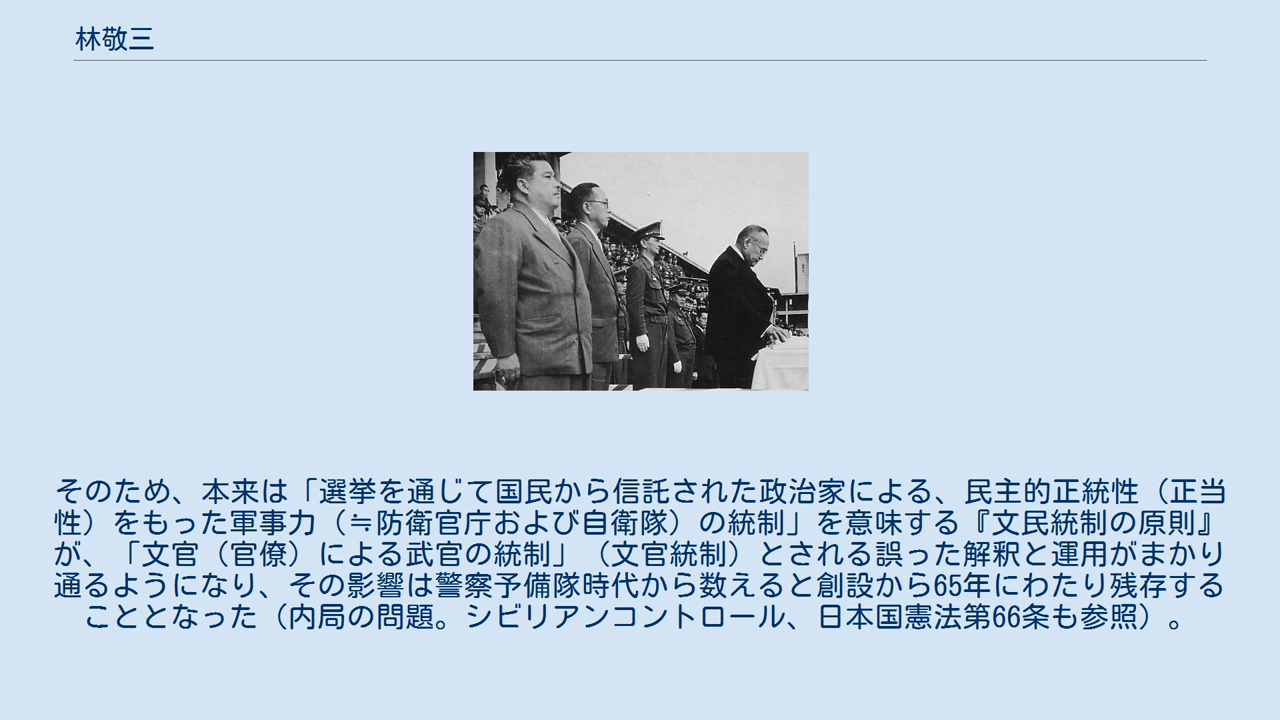 林敬三
そのため、本来は「選挙を通じて国民から信託された政治家による、民主的正統性（正当
性）をもった軍事力（≒防衛官庁および自衛隊）の統制」を意味する『文民統制の原則』
が、「文官（官僚）による武官の統制」（文官統制）とされる誤った解釈と運用がまかり
通るようになり、その影響は警察予備隊時代から数えると創設から65年にわたり残存する
こととなった（内局の問題。シビリアンコントロール、日本国憲法第66条も参照）。